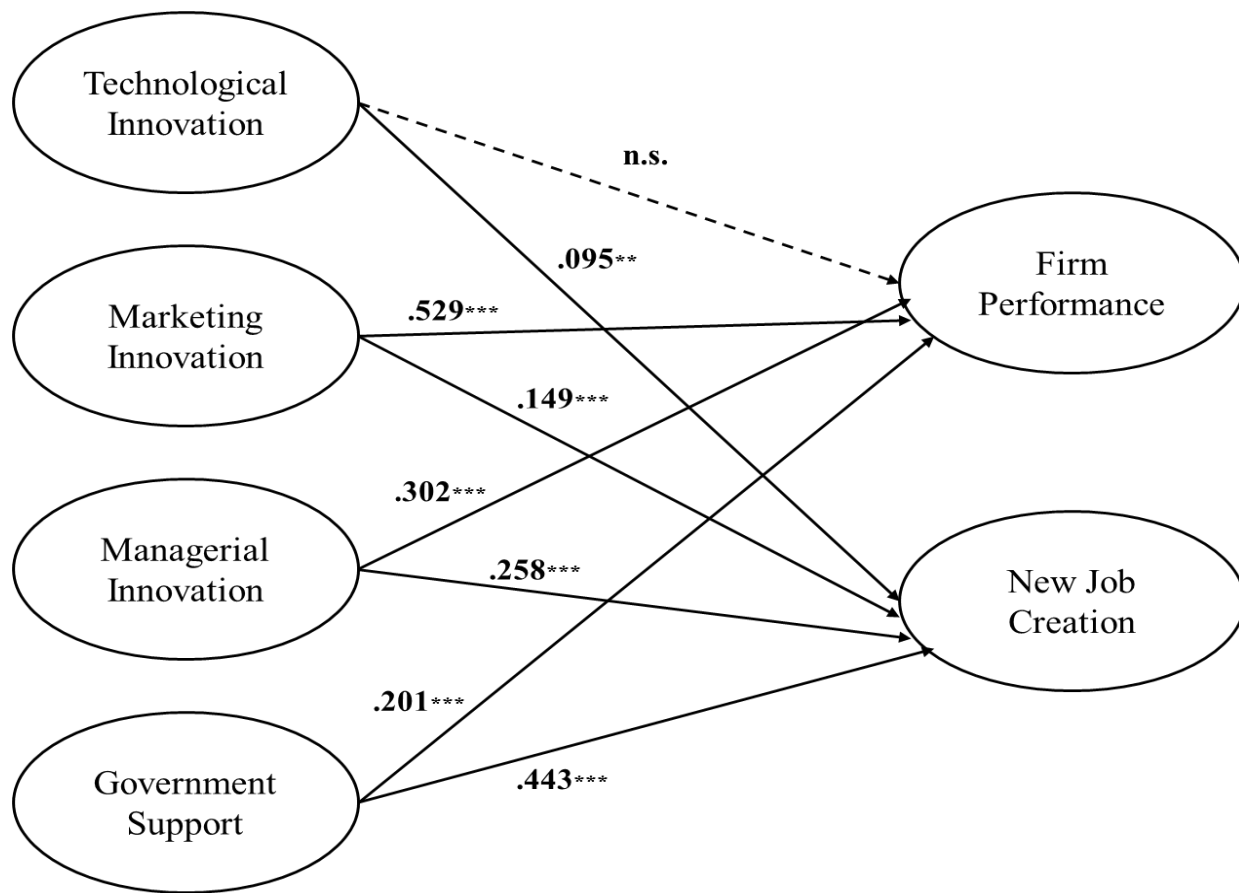 Technological
Innovation
n.s.
Firm
Performance
.095**
Marketing
Innovation
.529***
.149***
Managerial
Innovation
.302***
.258***
New Job
Creation
Government
Support
.201***
.443***